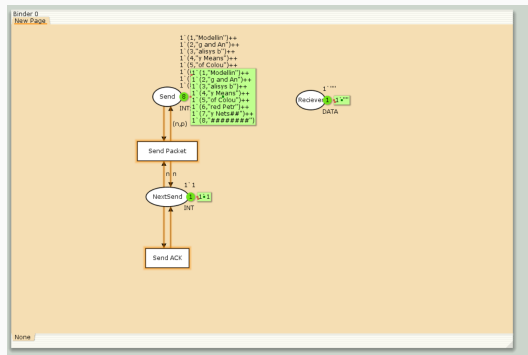 Binder 0
New Page
1`(1,"Modellin")++
1`(2,"g and An")++
1`(3,"alisys b")++
1`(4,"y Means")++
1`(5,"of Colou")++
1`(1,"Modellin")++
1`(2,"g and An")++
1`(3,"alisys b")++
1`(4,"y Means")++
1`(5,"of Colou")++
1`(6,"red Petr")++
1`(7,"y Nets##")++
1`(8,"########")
Send
8
INT
1`""
Reciever
1
1`""
DATA
(n,p)
Send Packet
n
n
1`1
NextSend
1
1`1
INT
Send ACK
None